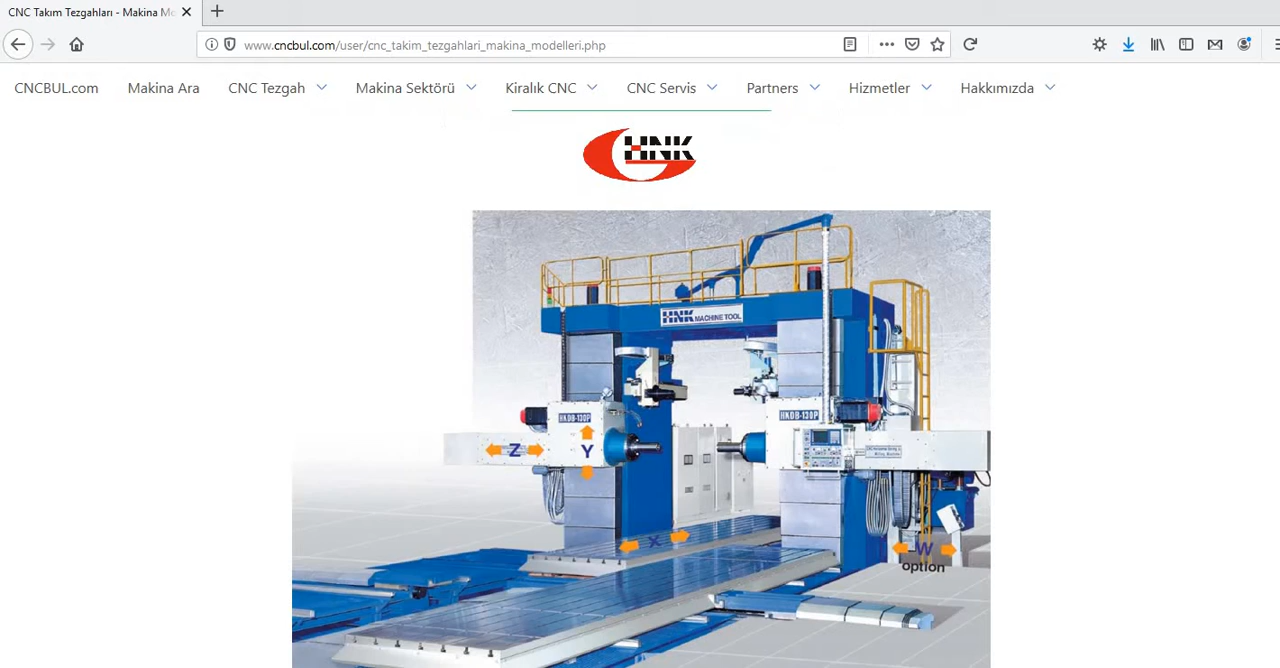 CNC Takım Tezgahları - Makina Mo
www.cncbul.com/user/cnc_takim_tezgahlari_makina_modelleri.php
CNCBUL.com Makina Ara CNC Tezgah Makina Sektörü Kiralık CNC CNC Servis Partners Hizmetler Hakkımızda
HNK
HNK MACHINE TOOL
HKDB-130P
HKDB-130P
Z
Y
X
W
option